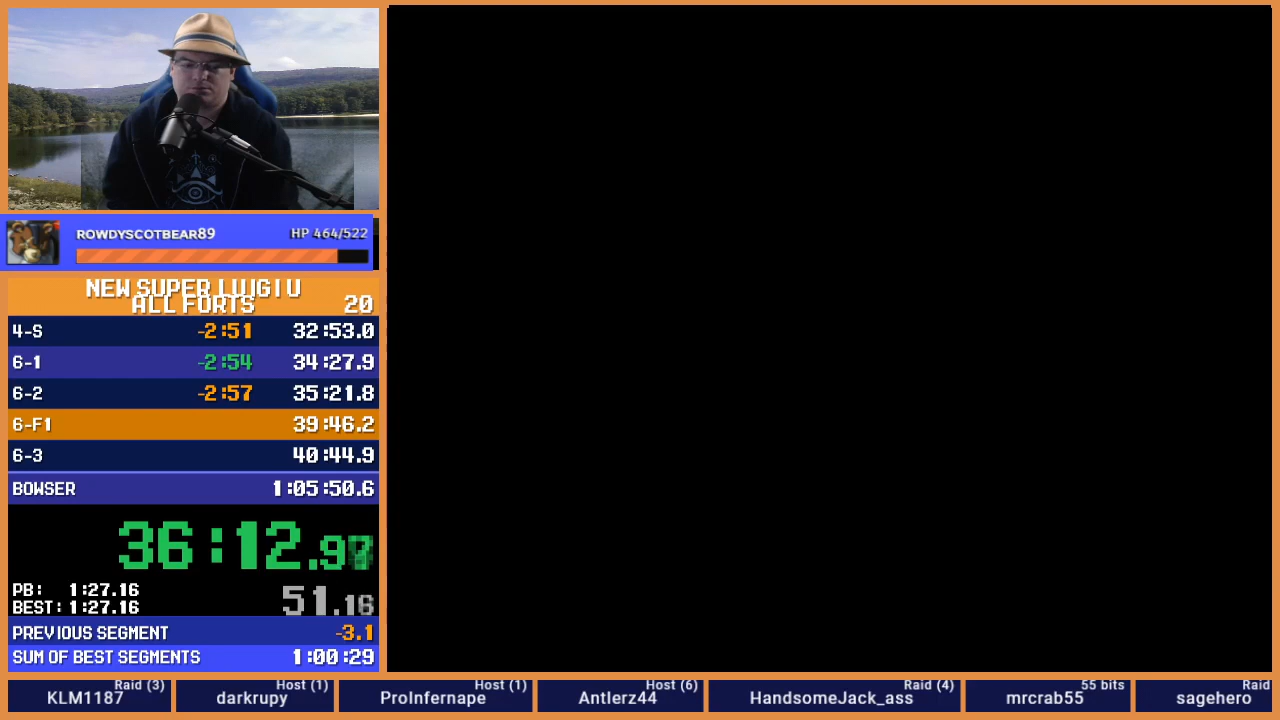 ROWDYSCOTBEAR89 HP 464/522
NEW SUPER LUIGI U
ALL FORTS 20
4-S -2:51 32:53.0
6-1 -2:54 34:27.9
6-2 -2:57 35:21.8
6-F1 39:46.2
6-3 40:44.9
BOWSER 1:05:50.6
36:12.97
PB: 1:27.16
BEST: 1:27.16
51.16
PREVIOUS SEGMENT -3.1
SUM OF BEST SEGMENTS 1:00:29
Raid (3) Host (1) Host (1) Host (6) Raid (4) 55 bits Raid
KLM1187 darkrupy ProInfernape Antlerz44 HandsomeJack_ass mrcrab55 sagehero